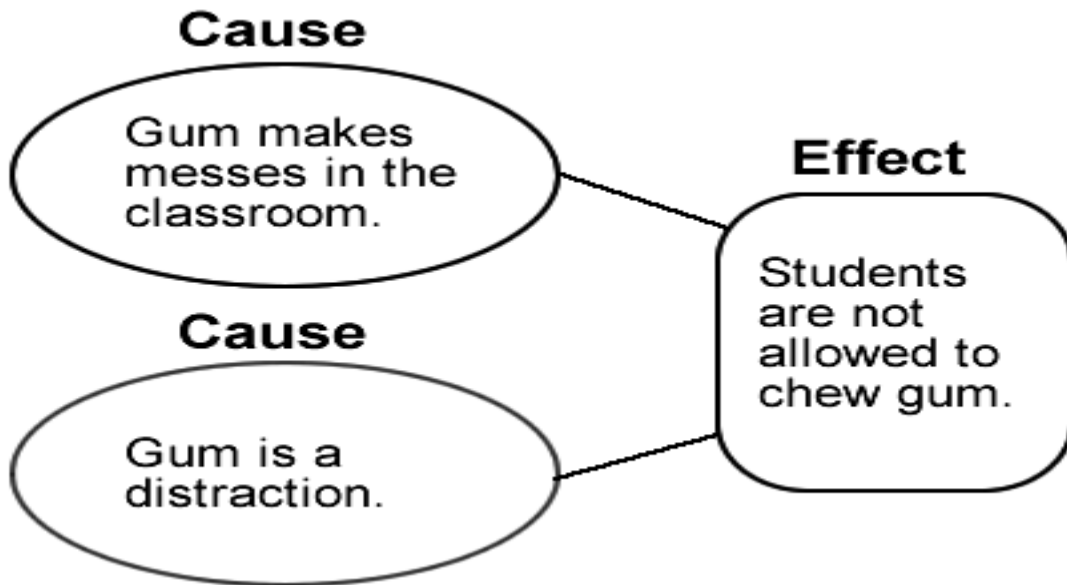 Cause
Gum makes
messes in the
classroom.
Cause
Gum is a
distraction.
Effect
Students
are not
allowed to
chew gum.